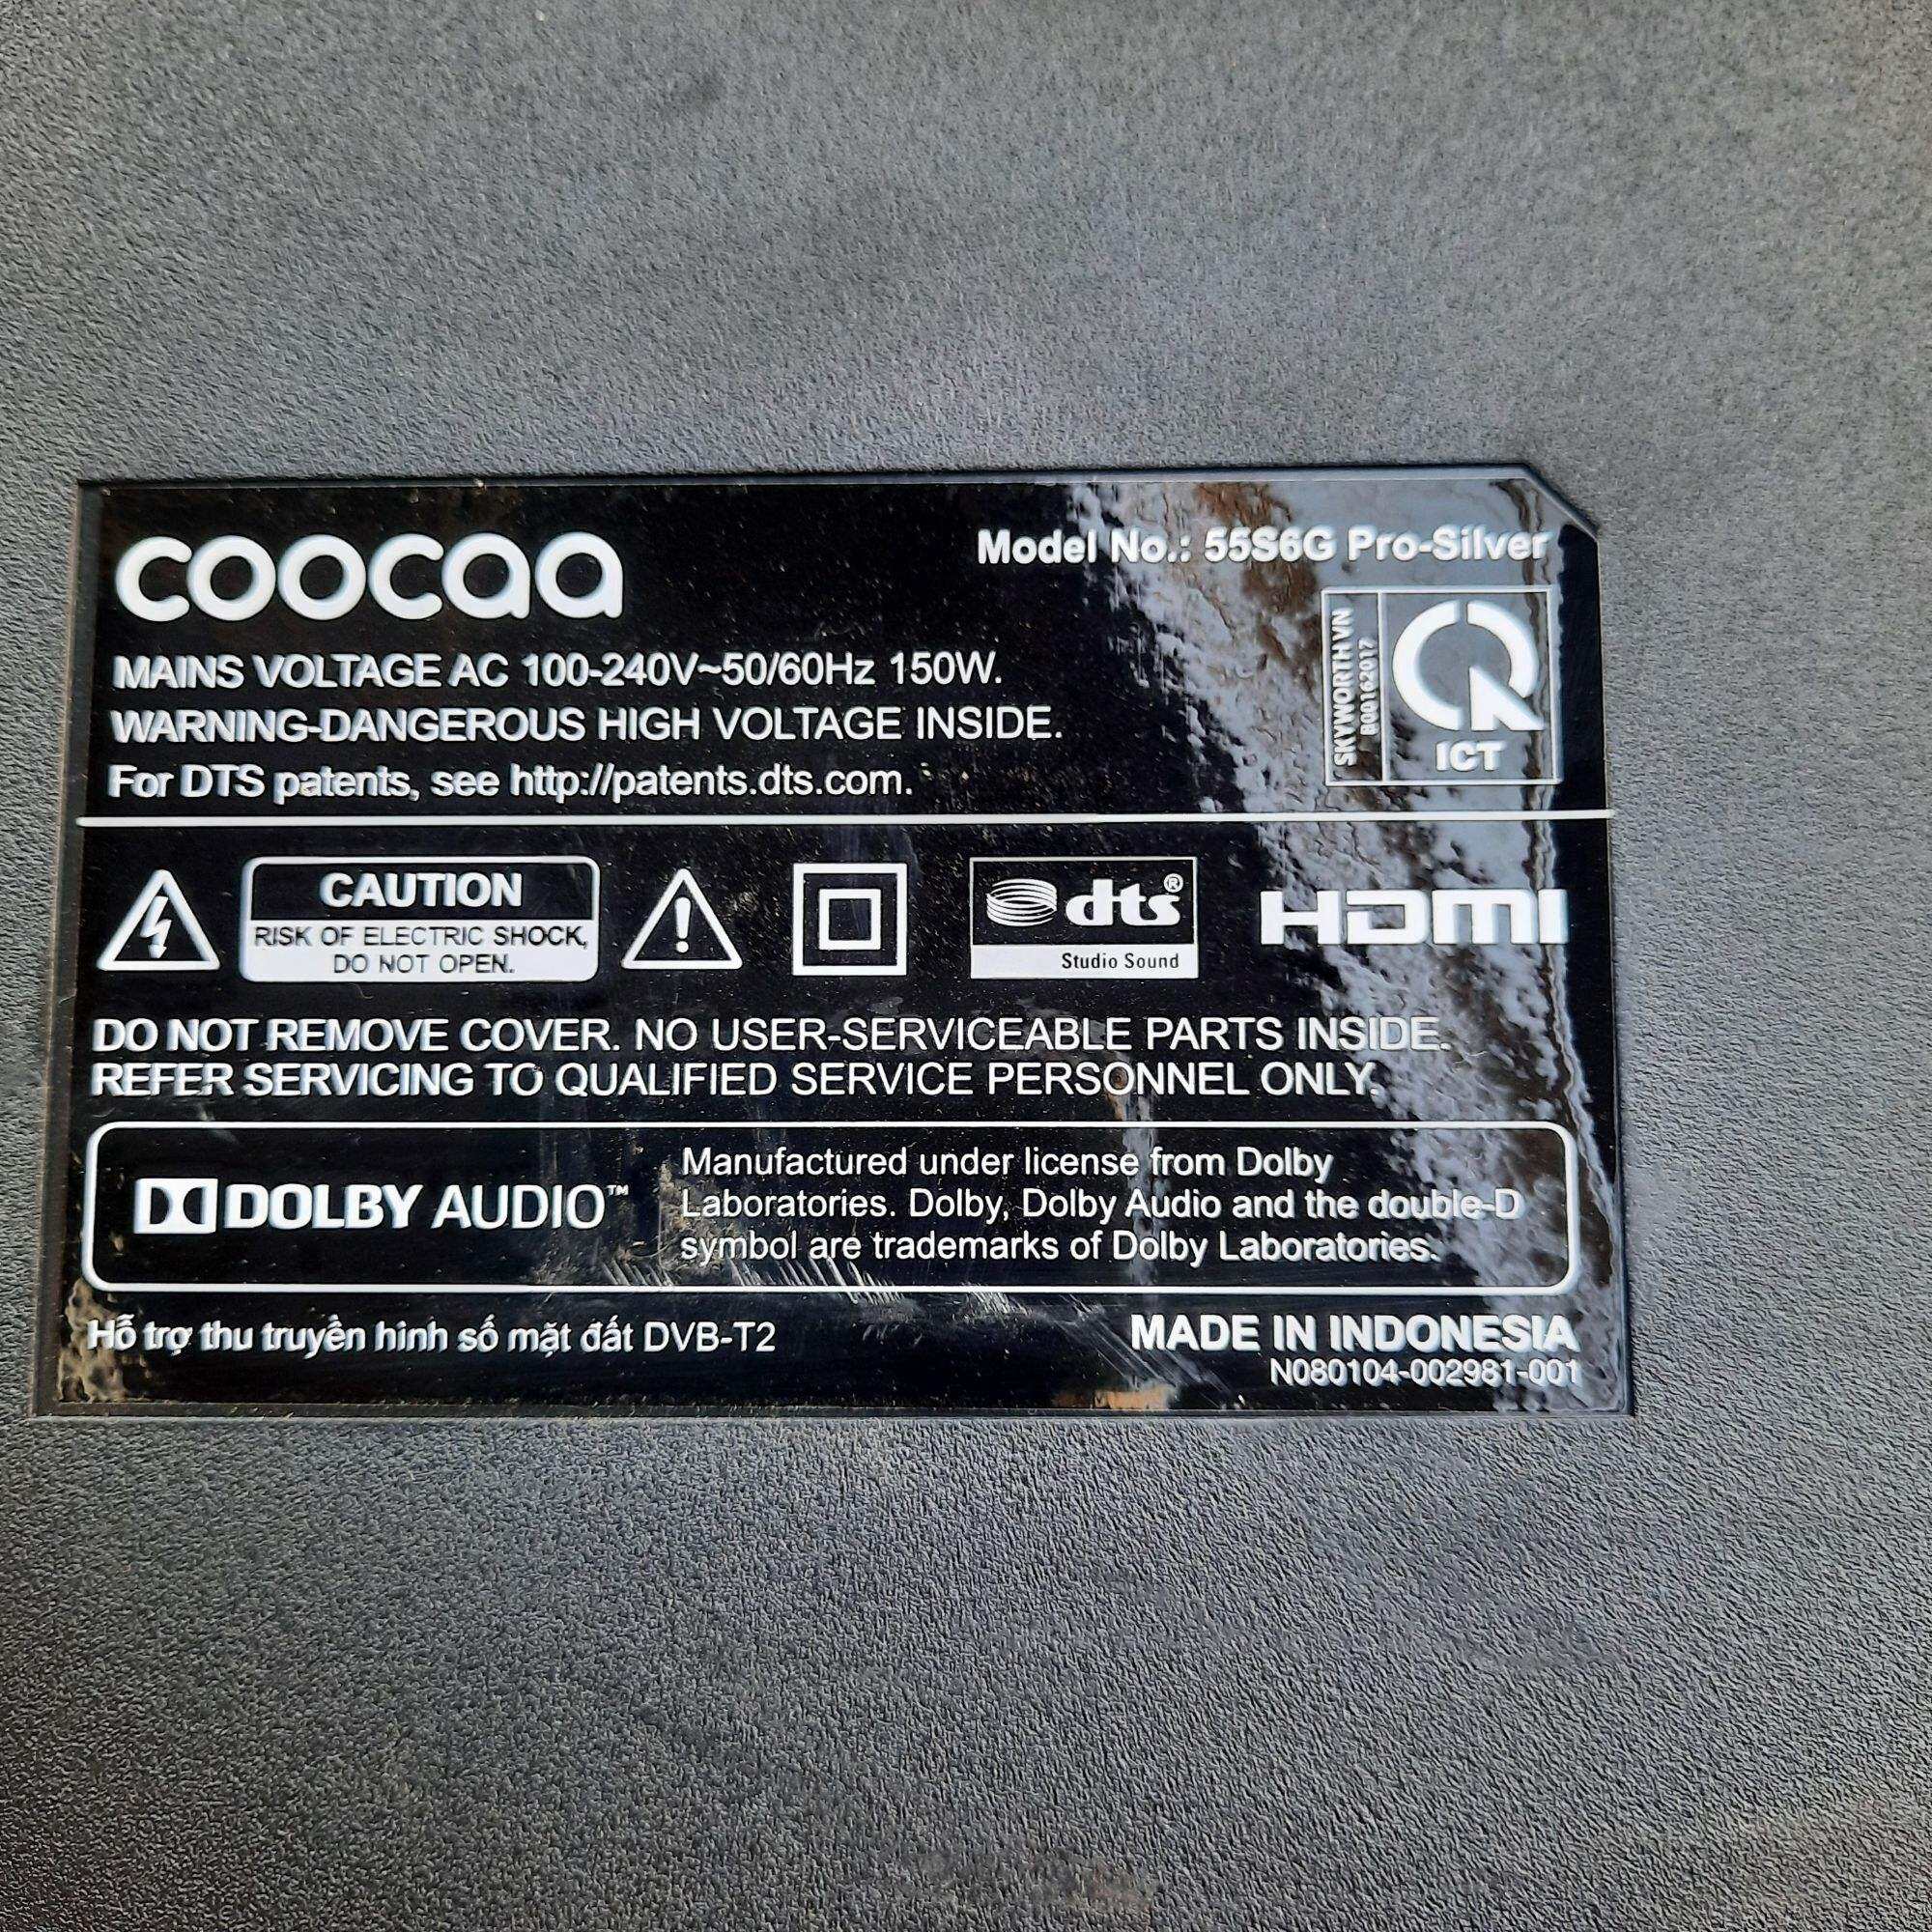 coocaa
Model No.: 55S6G Pro-Silver
MAINS VOLTAGE AC 100-240V~50/60Hz 150W.
WARNING-DANGEROUS HIGH VOLTAGE INSIDE.
For DTS patents, see http://patents.dts.com.
SKYWORTH VN
B00162017
ICT
CAUTION
RISK OF ELECTRIC SHOCK,
DO NOT OPEN.
dts®
Studio Sound
HDMI
DO NOT REMOVE COVER. NO USER-SERVICEABLE PARTS INSIDE.
REFER SERVICING TO QUALIFIED SERVICE PERSONNEL ONLY.
DOLBY AUDIO™
Manufactured under license from Dolby
Laboratories. Dolby, Dolby Audio and the double-D
symbol are trademarks of Dolby Laboratories.
Hỗ trợ thu truyền hình số mặt đất DVB-T2
MADE IN INDONESIA
N080104-002981-001